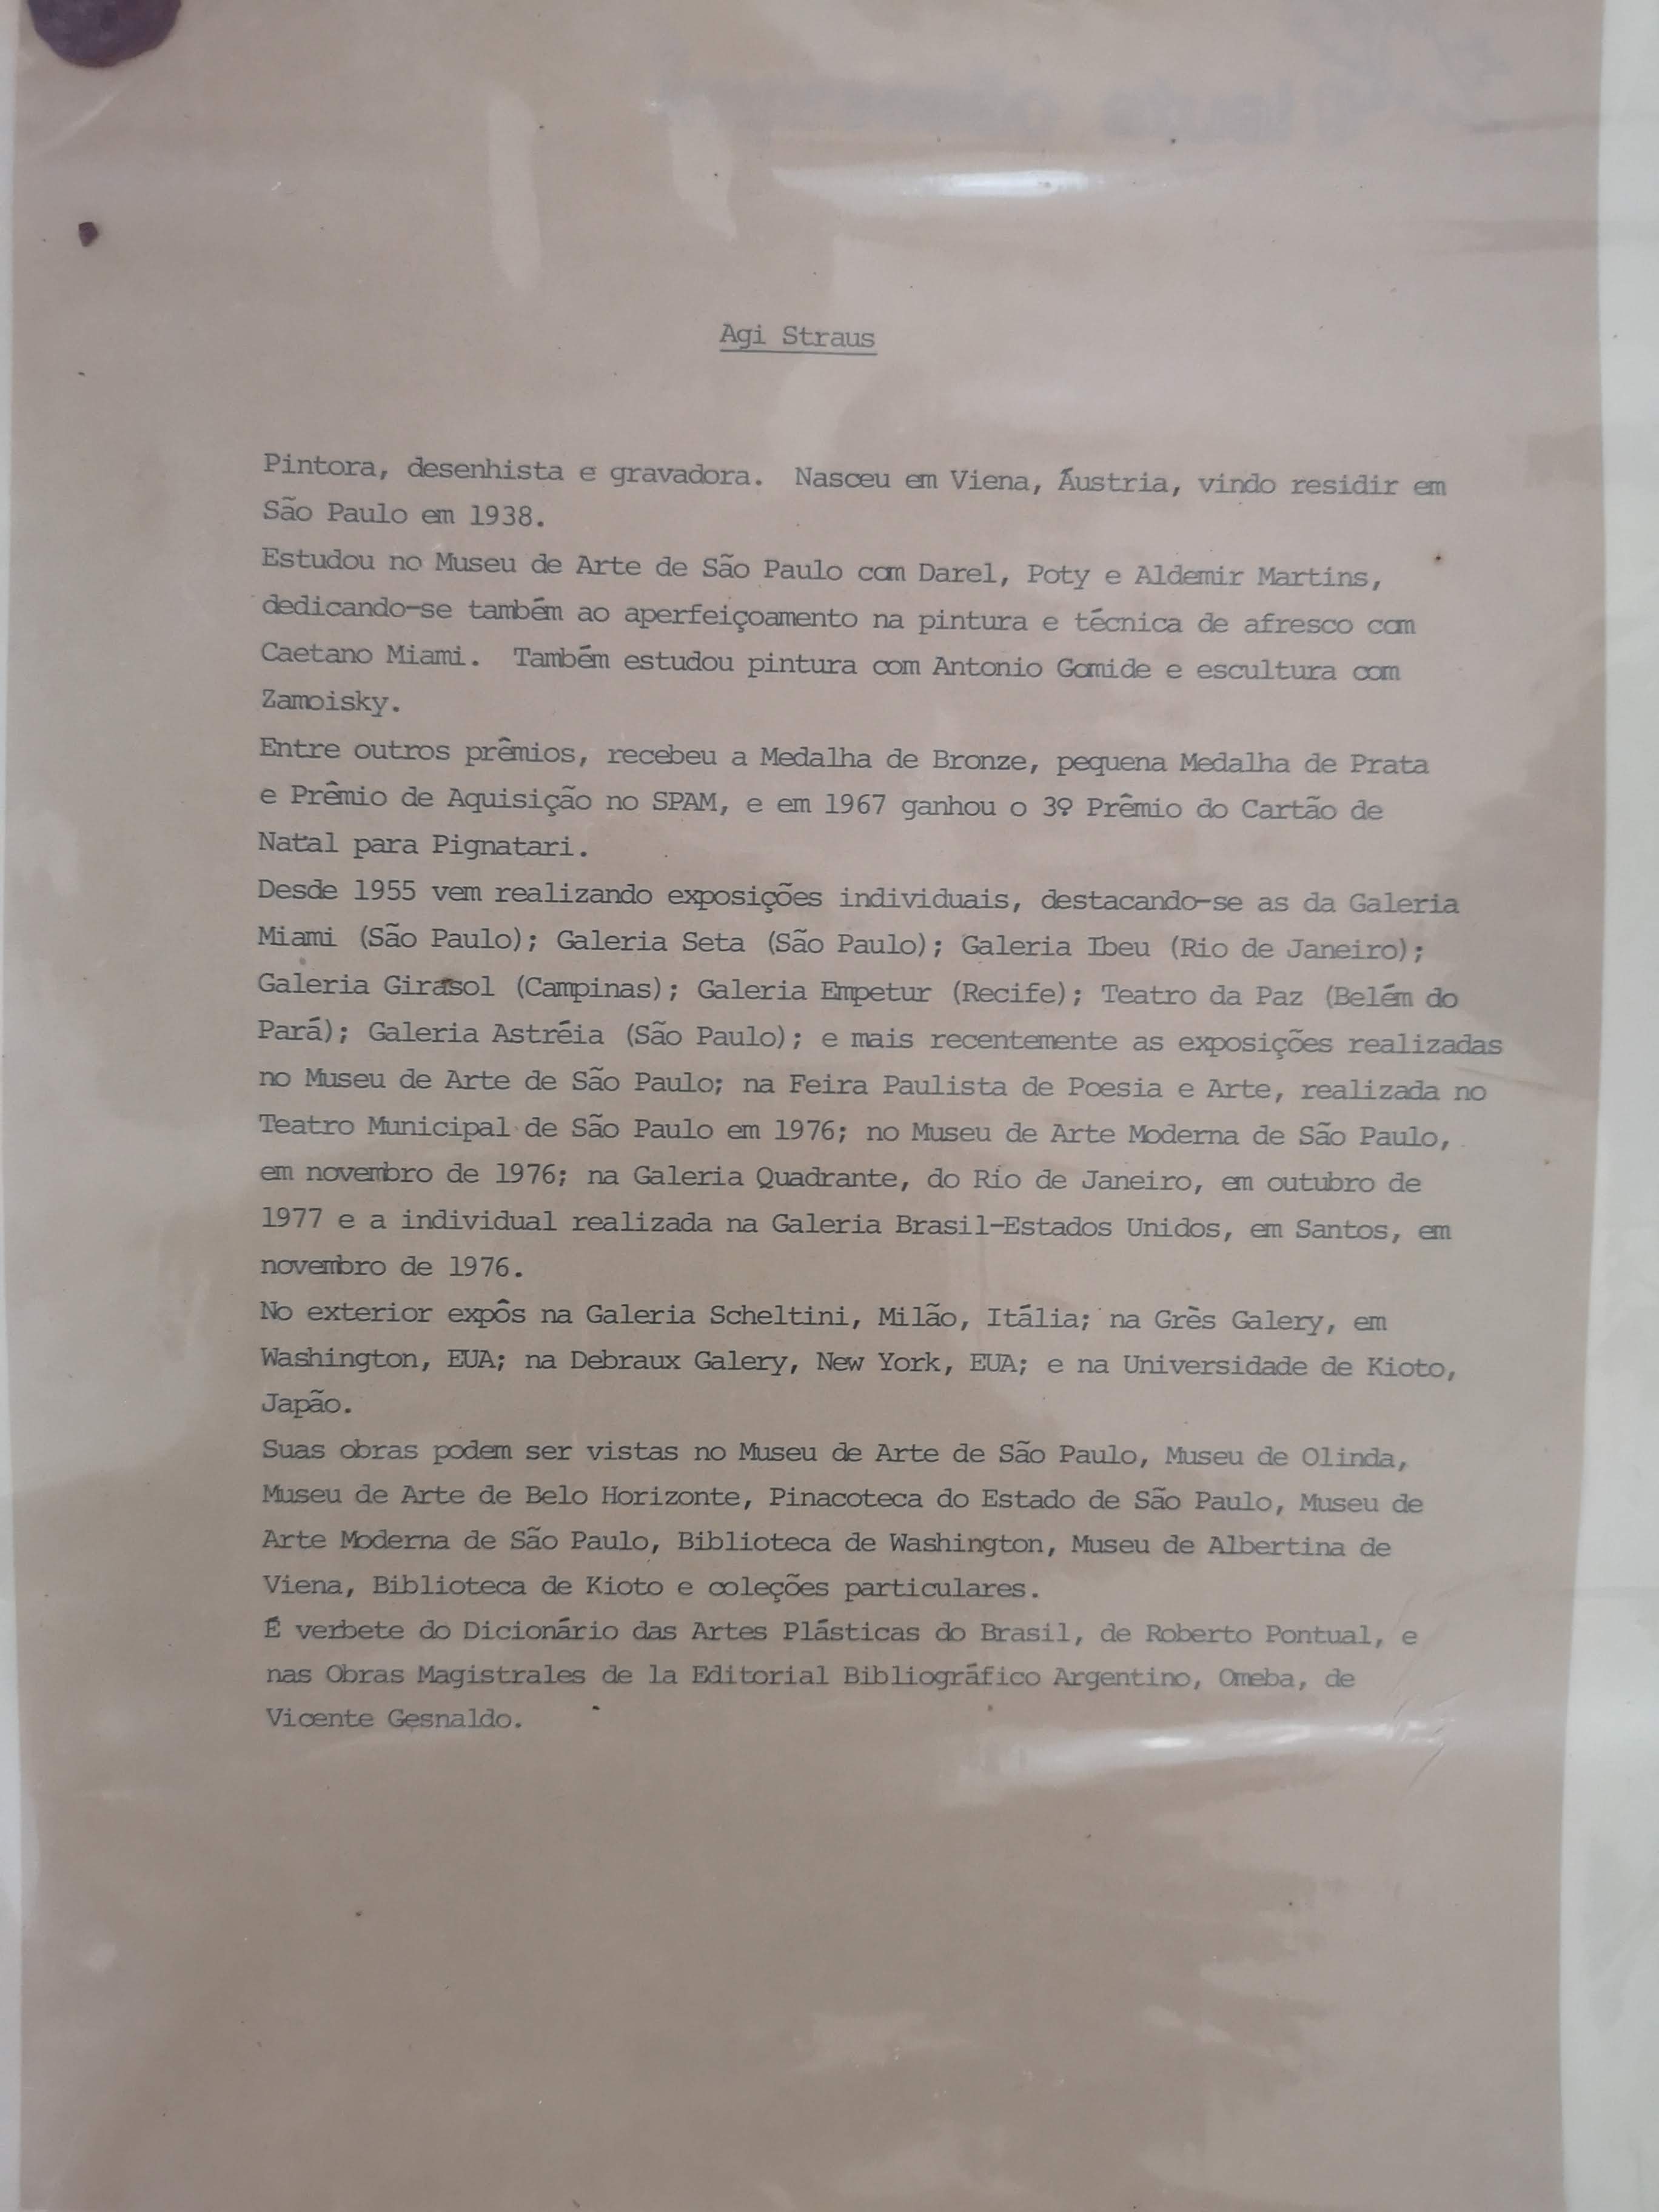 Agi Straus
Pintora, desenhista e gravadora. Nasceu em Viena, Áustria, vindo residir em
São Paulo em 1938.
Estudou no Museu de Arte de São Paulo com Darel, Poty e Aldemir Martins,
dedicando-se também ao aperfeiçoamento na pintura e técnica de afresco com
Caetano Miami. Também estudou pintura com Antonio Gomide e escultura com
Zamoisky.
Entre outros prêmios, recebeu a Medalha de Bronze, pequena Medalha de Prata
e Prêmio de Aquisição no SPAM, e em 1967 ganhou o 3º Prêmio do Cartão de
Natal para Pignatari.
Desde 1955 vem realizando exposições individuais, destacando-se as da Galeria
Miami (São Paulo); Galeria Seta (São Paulo); Galeria Ibeu (Rio de Janeiro);
Galeria Girasol (Campinas); Galeria Empetur (Recife); Teatro da Paz (Belém do
Pará); Galeria Astréia (São Paulo); e mais recentemente as exposições realizadas
no Museu de Arte de São Paulo; na Feira Paulista de Poesia e Arte, realizada no
Teatro Municipal de São Paulo em 1976; no Museu de Arte Moderna de São Paulo,
em novembro de 1976; na Galeria Quadrante, do Rio de Janeiro, em outubro de
1977 e a individual realizada na Galeria Brasil-Estados Unidos, em Santos, em
novembro de 1976.
No exterior expôs na Galeria Scheltini, Milão, Itália; na Grès Galery, em
Washington, EUA; na Debraux Galery, New York, EUA; e na Universidade de Kioto,
Japão.
Suas obras podem ser vistas no Museu de Arte de São Paulo, Museu de Olinda,
Museu de Arte de Belo Horizonte, Pinacoteca do Estado de São Paulo, Museu de
Arte Moderna de São Paulo, Biblioteca de Washington, Museu de Albertina de
Viena, Biblioteca de Kioto e coleções particulares.
É verbete do Dicionário das Artes Plásticas do Brasil, de Roberto Pontual, e
nas Obras Magistrales de la Editorial Bibliográfico Argentino, Omeba, de
Vicente Gesnaldo.